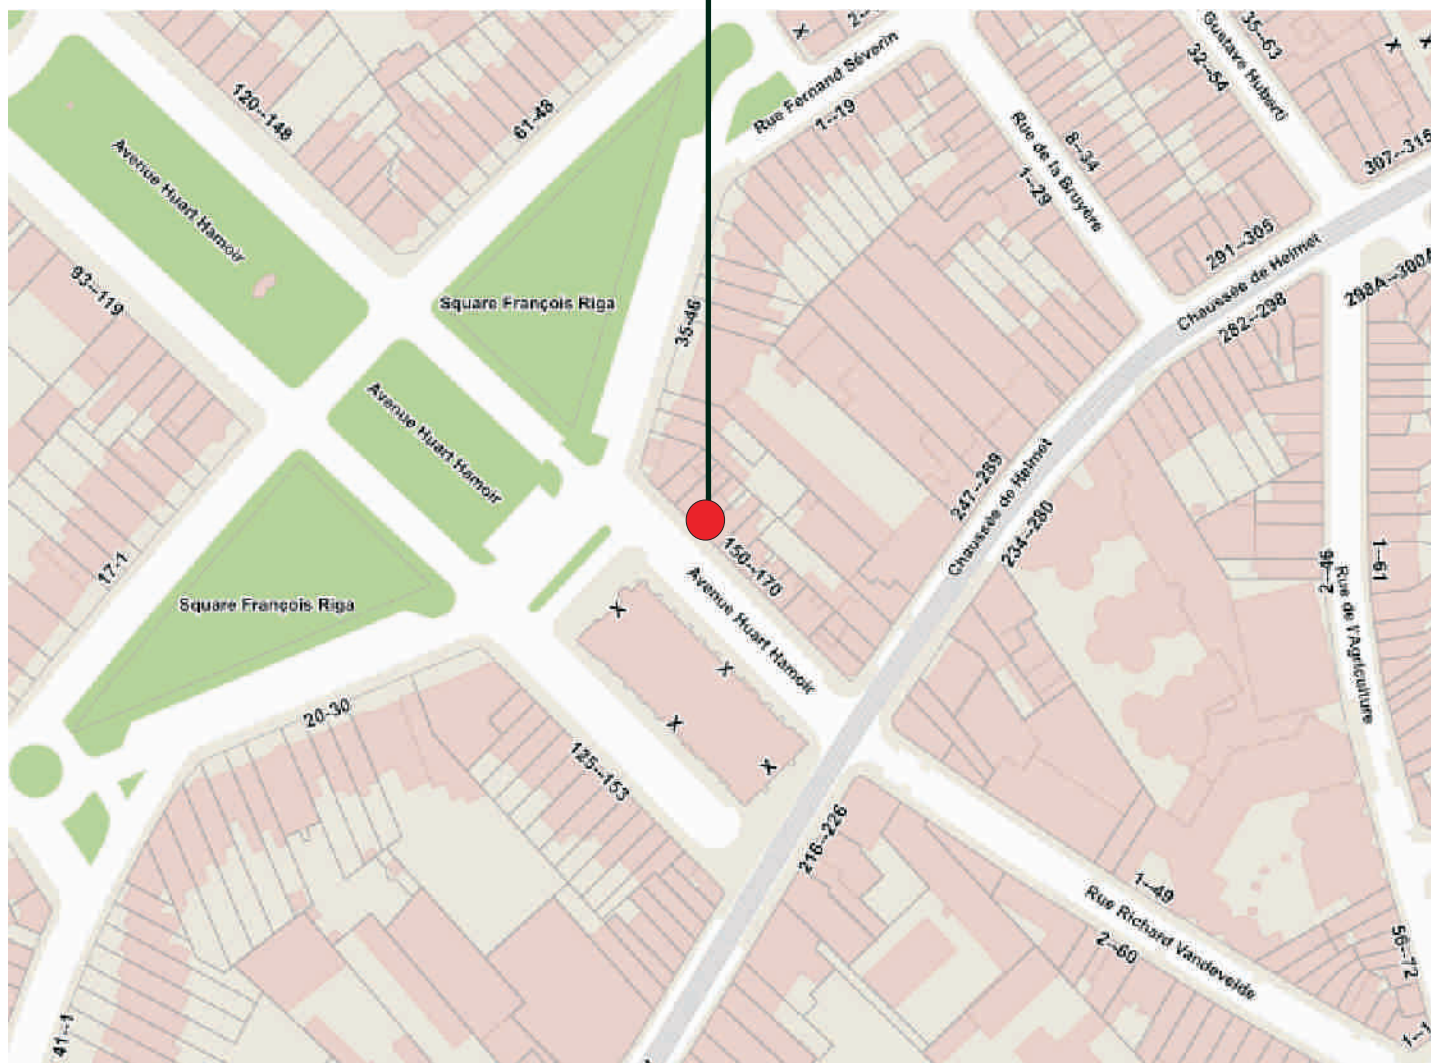 35--63
Gustave Huberti
32--54
Rue Fernand Séverin
1--19
120--148
61-48
8--34
Rue de la Bruyère
1--29
307--315
Avenue Huart Hamoir
291--305
Chaussée de Helmet
282--298
298A--300A
93--119
Square François Riga
35-46
Avenue Huart Hamoir
247--289
Chaussée de Helmet
234--280
17-1
150--170
Avenue Huart Hamoir
1--61
2--46
Rue de l'Agriculture
Square François Riga
X
X
X
X
20-30
125--153
216--226
1--49
Rue Richard Vandevelde
2--60
56--72
41--1
X
X